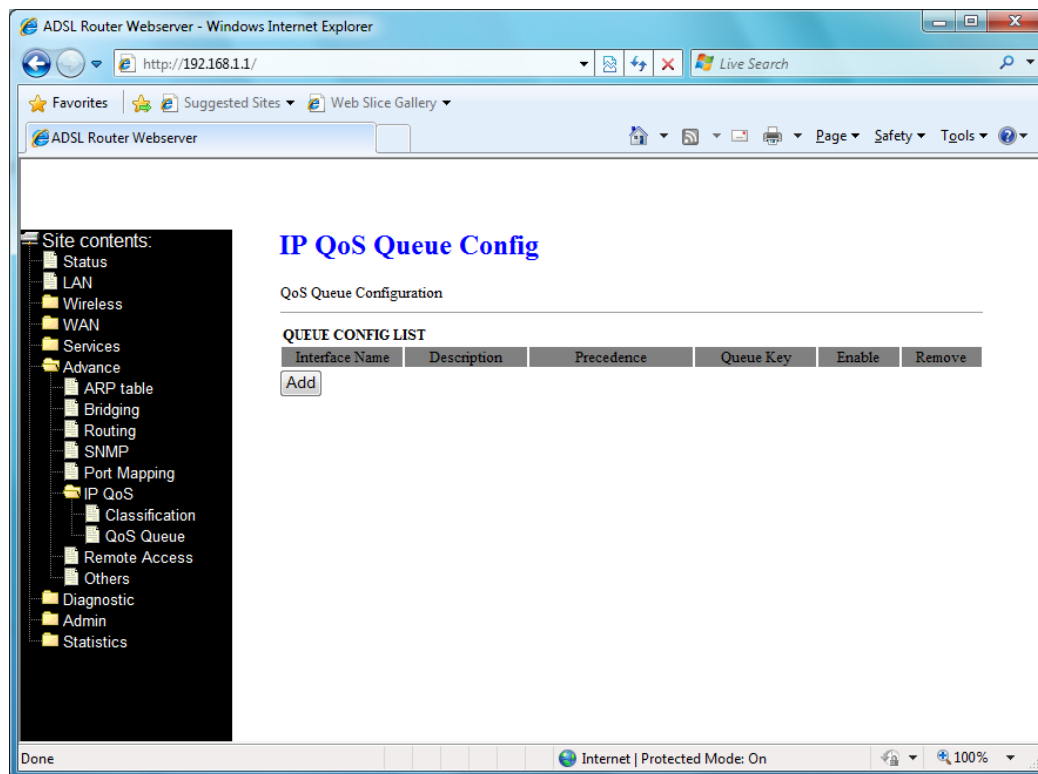 ADSL Router Webserver - Windows Internet Explorer
http://192.168.1.1/
Live Search
Favorites Suggested Sites Web Slice Gallery
ADSL Router Webserver
Page Safety Tools
Site contents:
Status
LAN
Wireless
WAN
Services
Advance
ARP table
Bridging
Routing
SNMP
Port Mapping
IP QoS
Classification
QoS Queue
Remote Access
Others
Diagnostic
Admin
Statistics
IP QoS Queue Config
QoS Queue Configuration
QUEUE CONFIG LIST
Interface Name Description Precedence Queue Key Enable Remove
Add
Done Internet | Protected Mode: On 100%